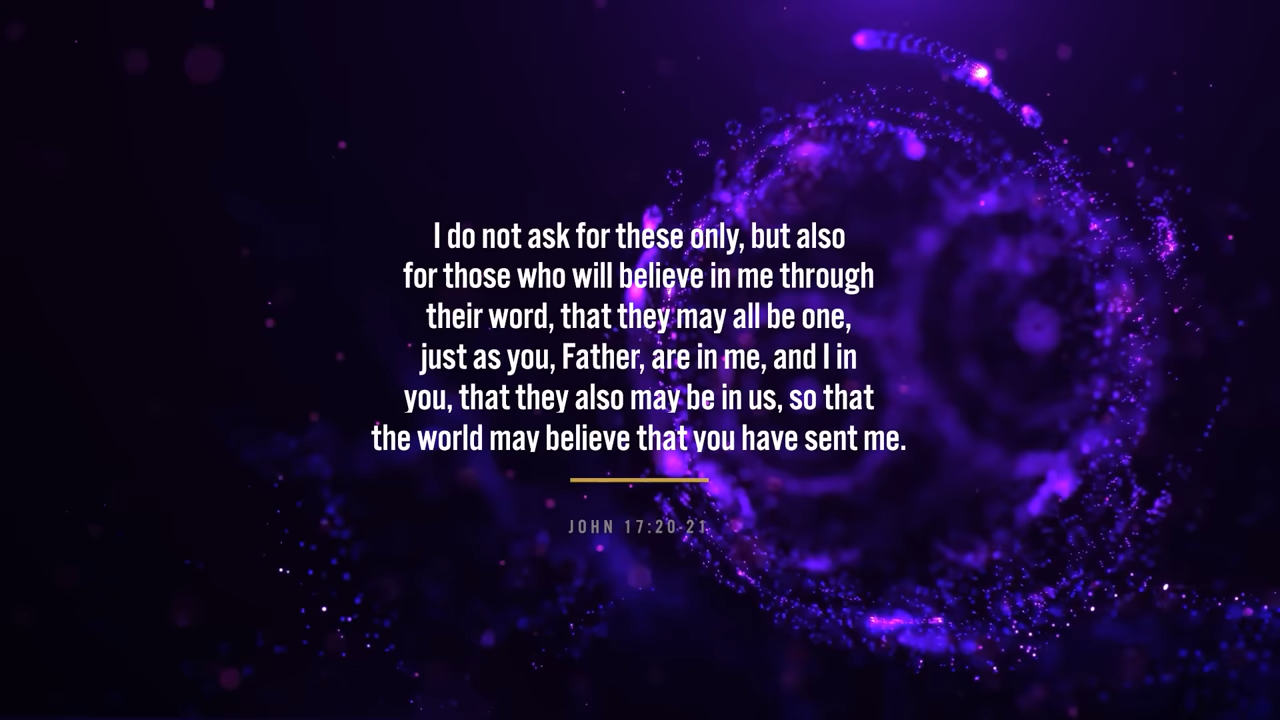 I do not ask for these only, but also
for those who will believe in me through
their word, that they may all be one,
just as you, Father, are in me, and I in
you, that they also may be in us, so that
the world may believe that you have sent me.
JOHN 17:20-21